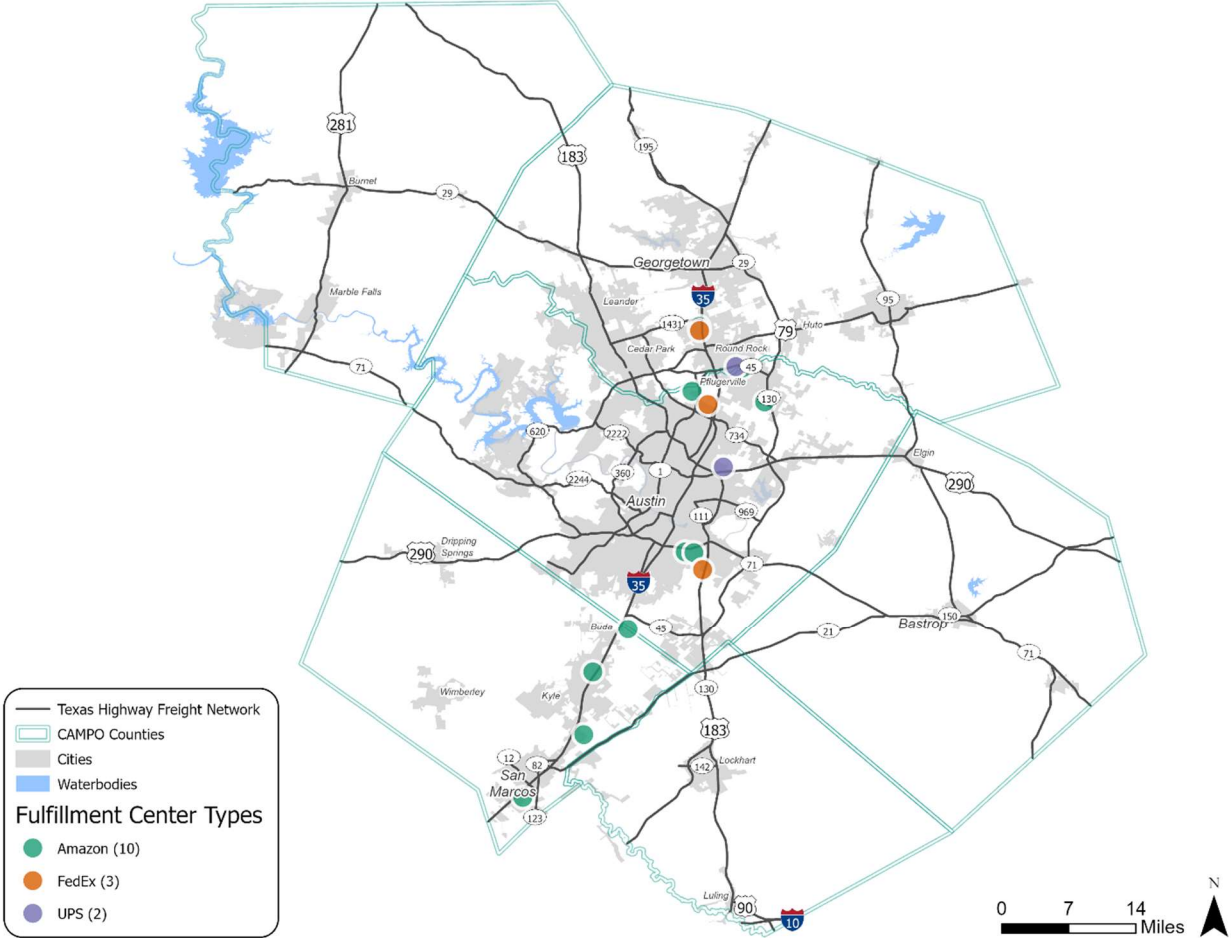 281
183
195
Burnet
29
Georgetown
29
35
Marble Falls
Leander
95
1431
79
Huto
Cedar Park
Round Rock
71
45
Pflugerville
130
620
2222
734
Elgin
360
1
2244
290
Austin
111
969
290
Dripping
Springs
71
35
150
Bastrop
Buda
45
21
71
Wimberley
Kyle
130
183
12
82
142
Lockhart
San
Marcos
123
Luling
90
10
Texas Highway Freight Network
CAMPO Counties
Cities
Waterbodies
Fulfillment Center Types
Amazon (10)
FedEx (3)
UPS (2)
N
0 7 14
Miles